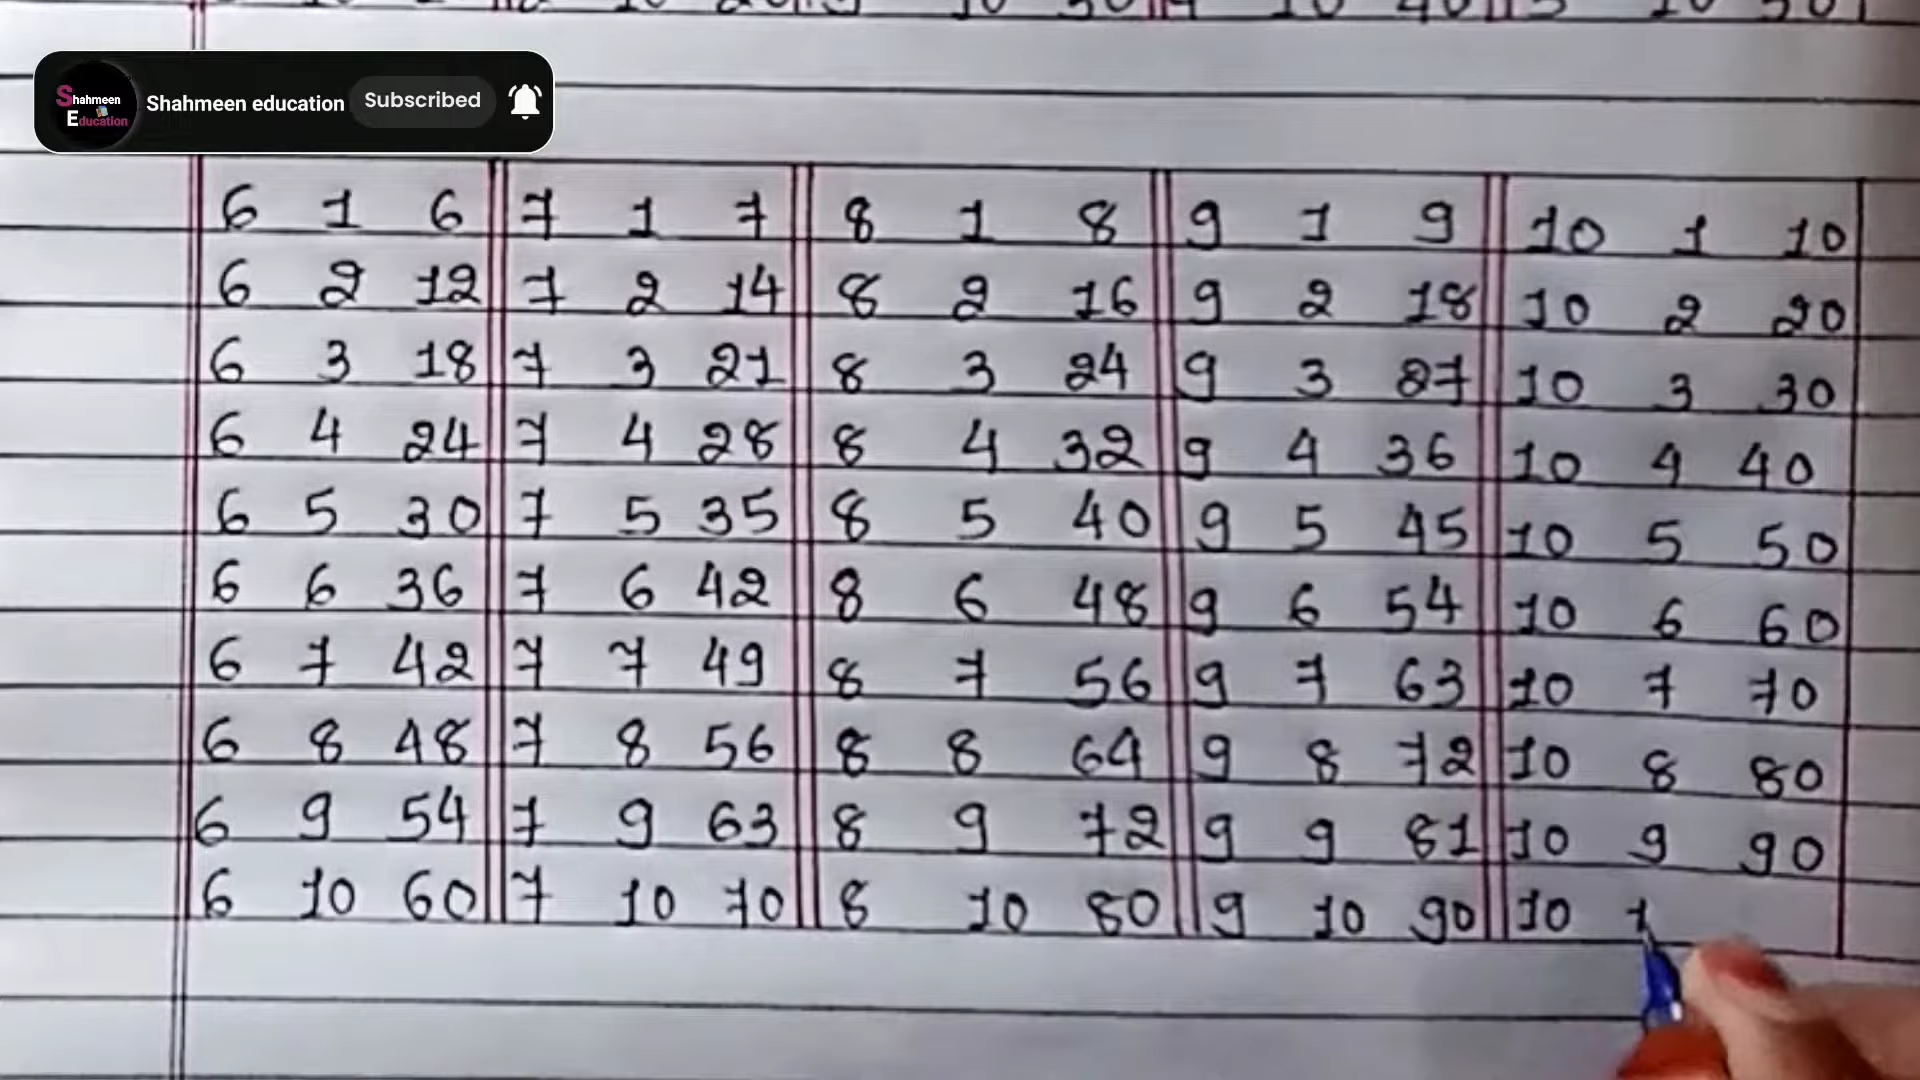 Shahmeen Education
Shahmeen education Subscribed
6 1 6 7 1 7 8 1 8 9 1 9 10 1 10
6 2 12 7 2 14 8 2 16 9 2 18 10 2 20
6 3 18 7 3 21 8 3 24 9 3 27 10 3 30
6 4 24 7 4 28 8 4 32 9 4 36 10 4 40
6 5 30 7 5 35 8 5 40 9 5 45 10 5 50
6 6 36 7 6 42 8 6 48 9 6 54 10 6 60
6 7 42 7 7 49 8 7 56 9 7 63 10 7 70
6 8 48 7 8 56 8 8 64 9 8 72 10 8 80
6 9 54 7 9 63 8 9 72 9 9 81 10 9 90
6 10 60 7 10 70 8 10 80 9 10 90 10 1